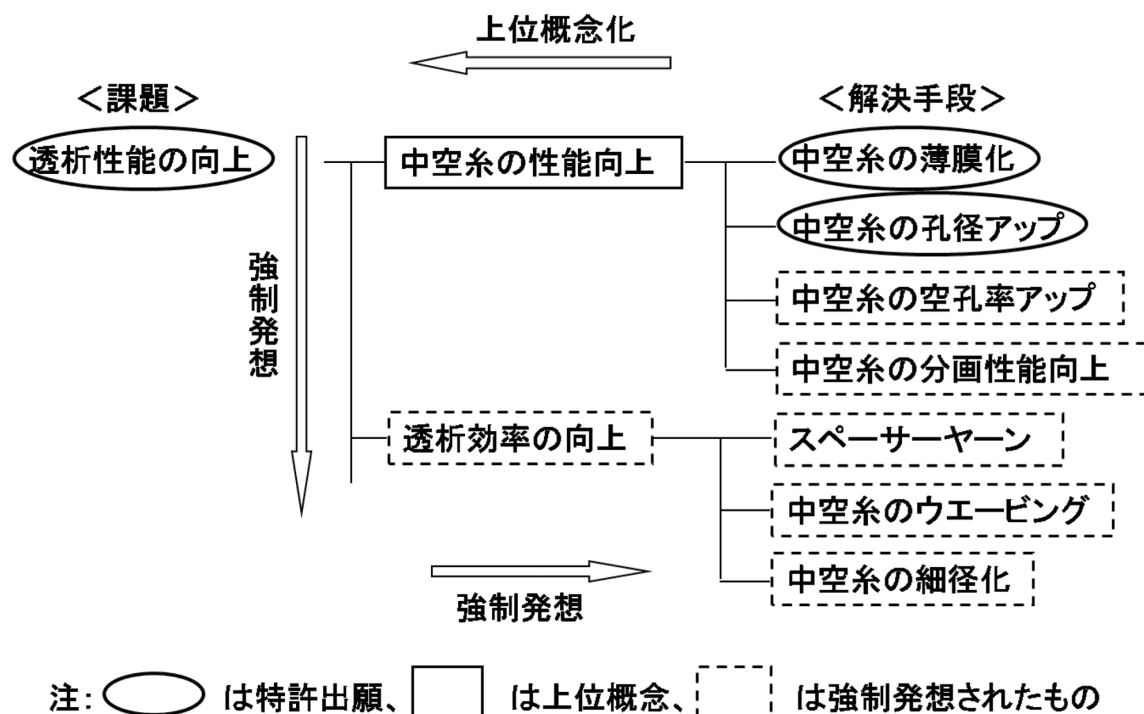 上位概念化
＜課題＞
＜解決手段＞
透析性能の向上
中空糸の性能向上
中空糸の薄膜化
中空糸の孔径アップ
強制発想
中空糸の空孔率アップ
中空糸の分画性能向上
透析効率の向上
スペーサーヤーン
中空糸のウエービング
中空糸の細径化
強制発想
注: は特許出願、 は上位概念、 は強制発想されたもの